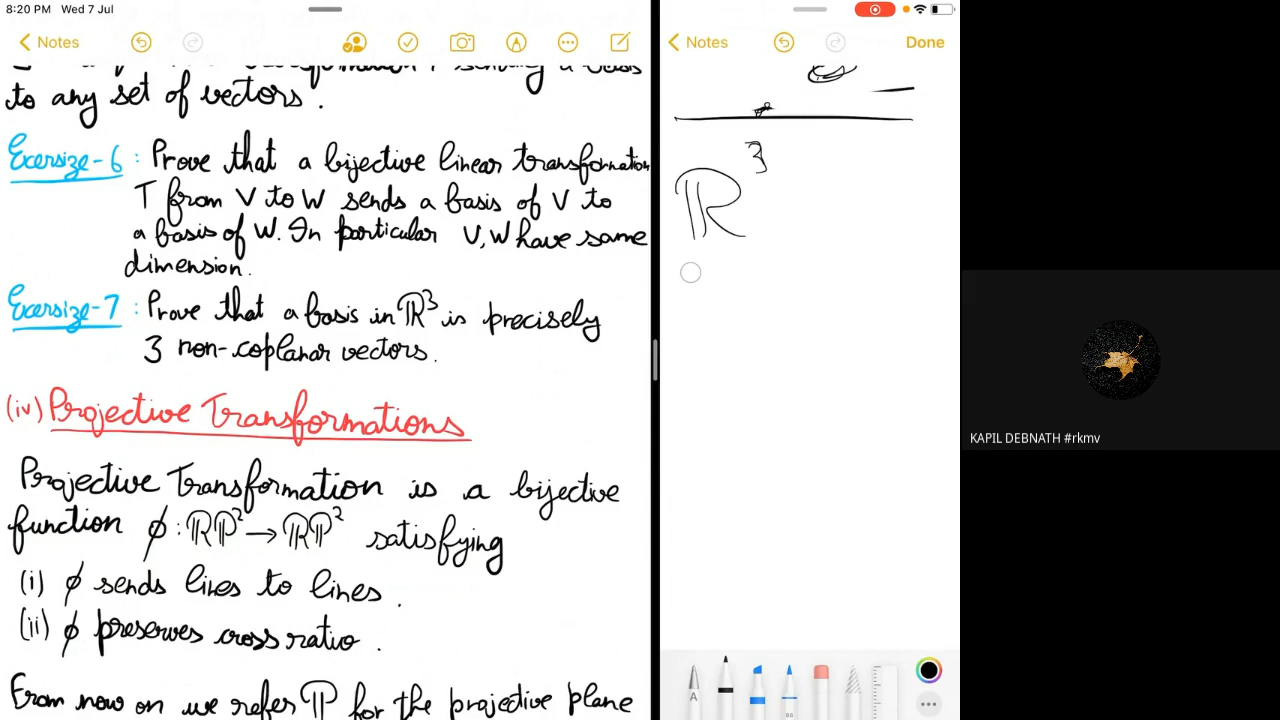 8:20 PM Wed 7 Jul
Notes
to any set of vectors.
Exersize-6 : Prove that a bijective linear transformation
T from V to W sends a basis of V to
a basis of W. In particular V, W have same
dimension.
Exersize-7 : Prove that a basis in ℝ³ is precisely
3 non-coplanar vectors.
(iv) Projective Transformations
Projective Transformation is a bijective
function ϕ : ℝℙ² → ℝℙ² satisfying
(i) ϕ sends lines to lines.
(ii) ϕ preserves cross ratio.
From now on we refer ℙ for the projective plane
Notes
Done
ℝ³
A
KAPIL DEBNATH #rkmv